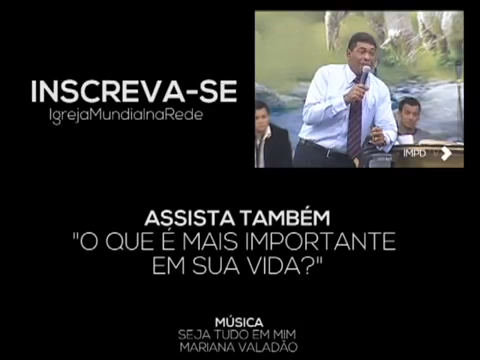 INSCREVA-SE
IgrejaMundialnaRede
IMPD
ASSISTA TAMBÉM
"O QUE É MAIS IMPORTANTE
EM SUA VIDA?"
MÚSICA
SEJA TUDO EM MIM
MARIANA VALADÃO